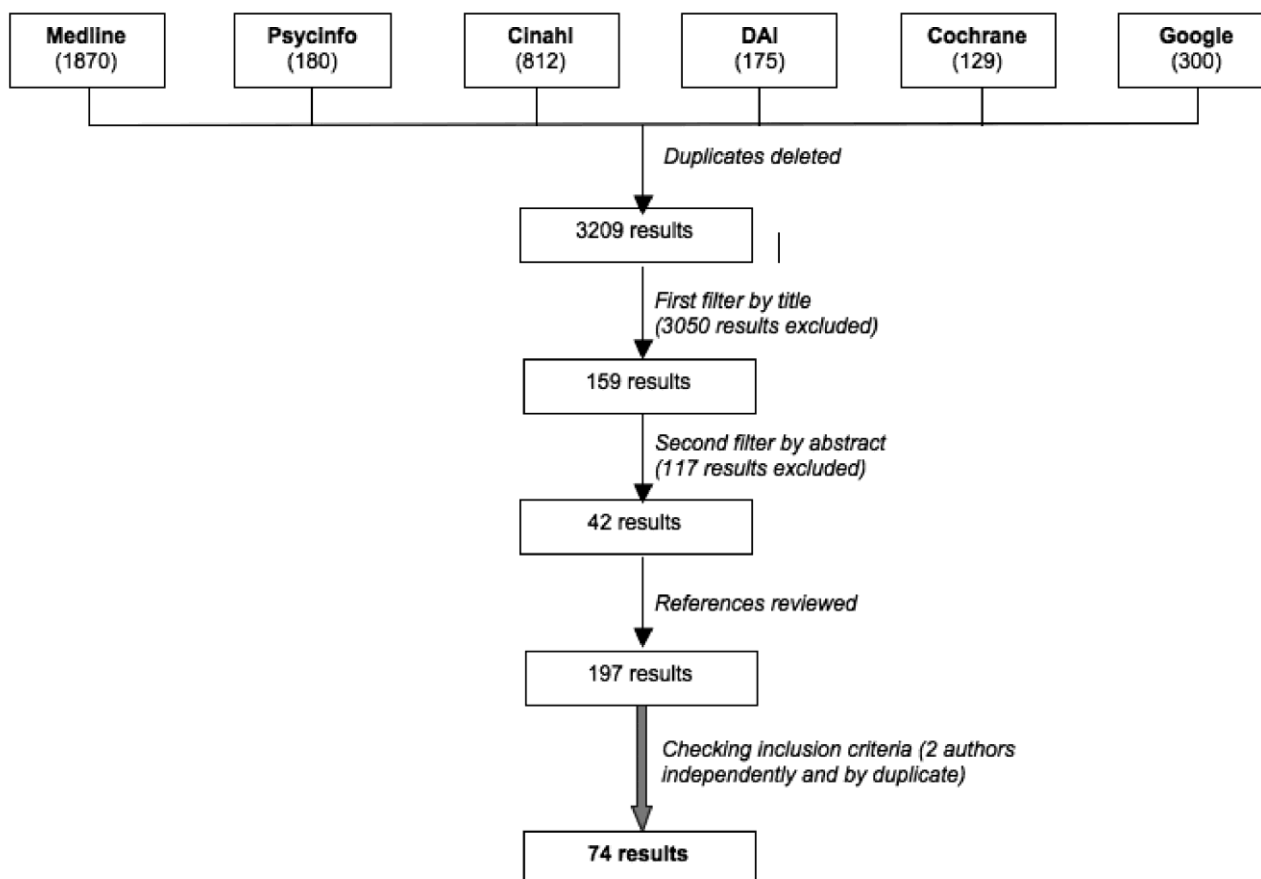 Medline
(1870)
Psycinfo
(180)
Cinahl
(812)
DAI
(175)
Cochrane
(129)
Google
(300)
Duplicates deleted
3209 results
First filter by title
(3050 results excluded)
159 results
Second filter by abstract
(117 results excluded)
42 results
References reviewed
197 results
Checking inclusion criteria (2 authors
independently and by duplicate)
74 results